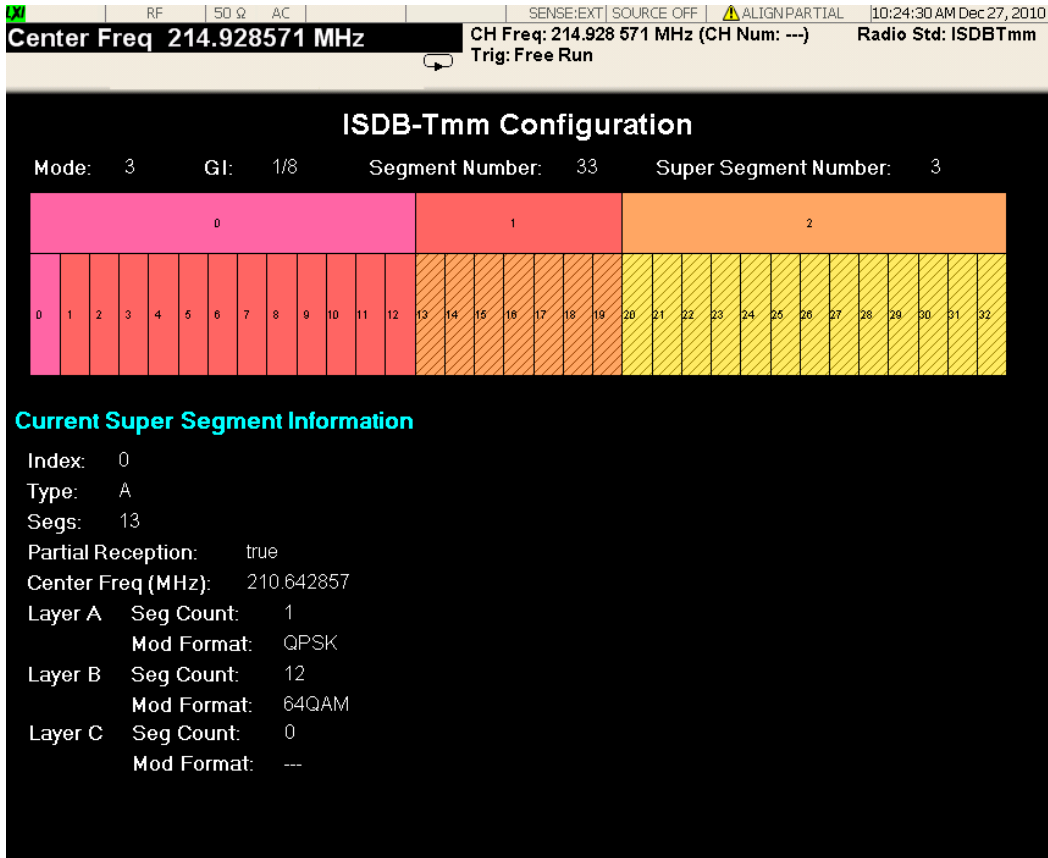 LXI RF 50 Ω AC SENSE:EXT SOURCE OFF ALIGN PARTIAL 10:24:30 AM Dec 27, 2010
Center Freq 214.928571 MHz CH Freq: 214.928 571 MHz (CH Num: ---) Radio Std: ISDBTmm
Trig: Free Run
ISDB-Tmm Configuration
Mode: 3 GI: 1/8 Segment Number: 33 Super Segment Number: 3
0 1 2
0 1 2 3 4 5 6 7 8 9 10 11 12 13 14 15 16 17 18 19 20 21 22 23 24 25 26 27 28 29 30 31 32
Current Super Segment Information
Index: 0
Type: A
Segs: 13
Partial Reception: true
Center Freq (MHz): 210.642857
Layer A Seg Count: 1
Mod Format: QPSK
Layer B Seg Count: 12
Mod Format: 64QAM
Layer C Seg Count: 0
Mod Format: ---